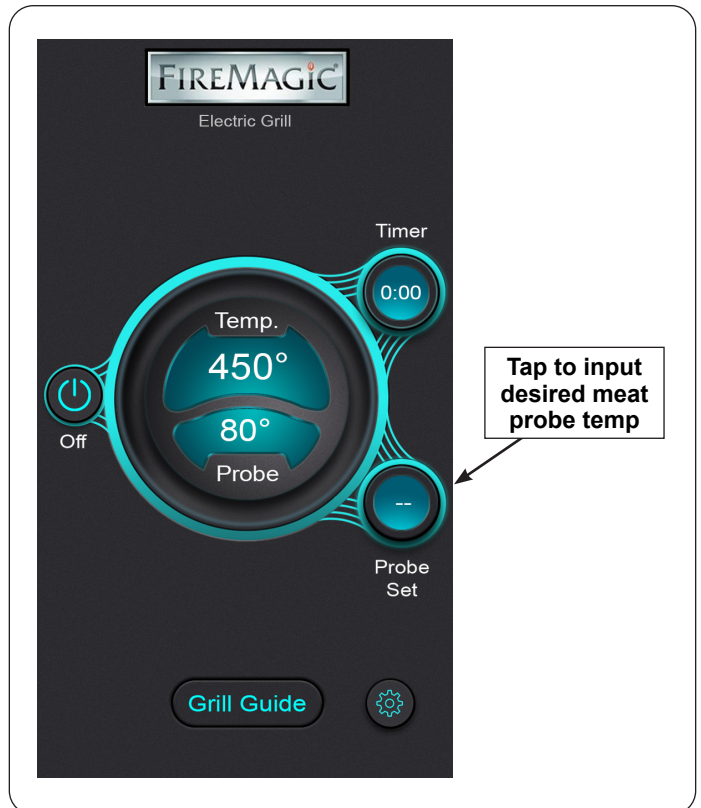 FIREMAGIC®
Electric Grill
Timer
0:00
Temp.
450°
80°
Probe
Off
Tap to input
desired meat
probe temp
--
Probe
Set
Grill Guide